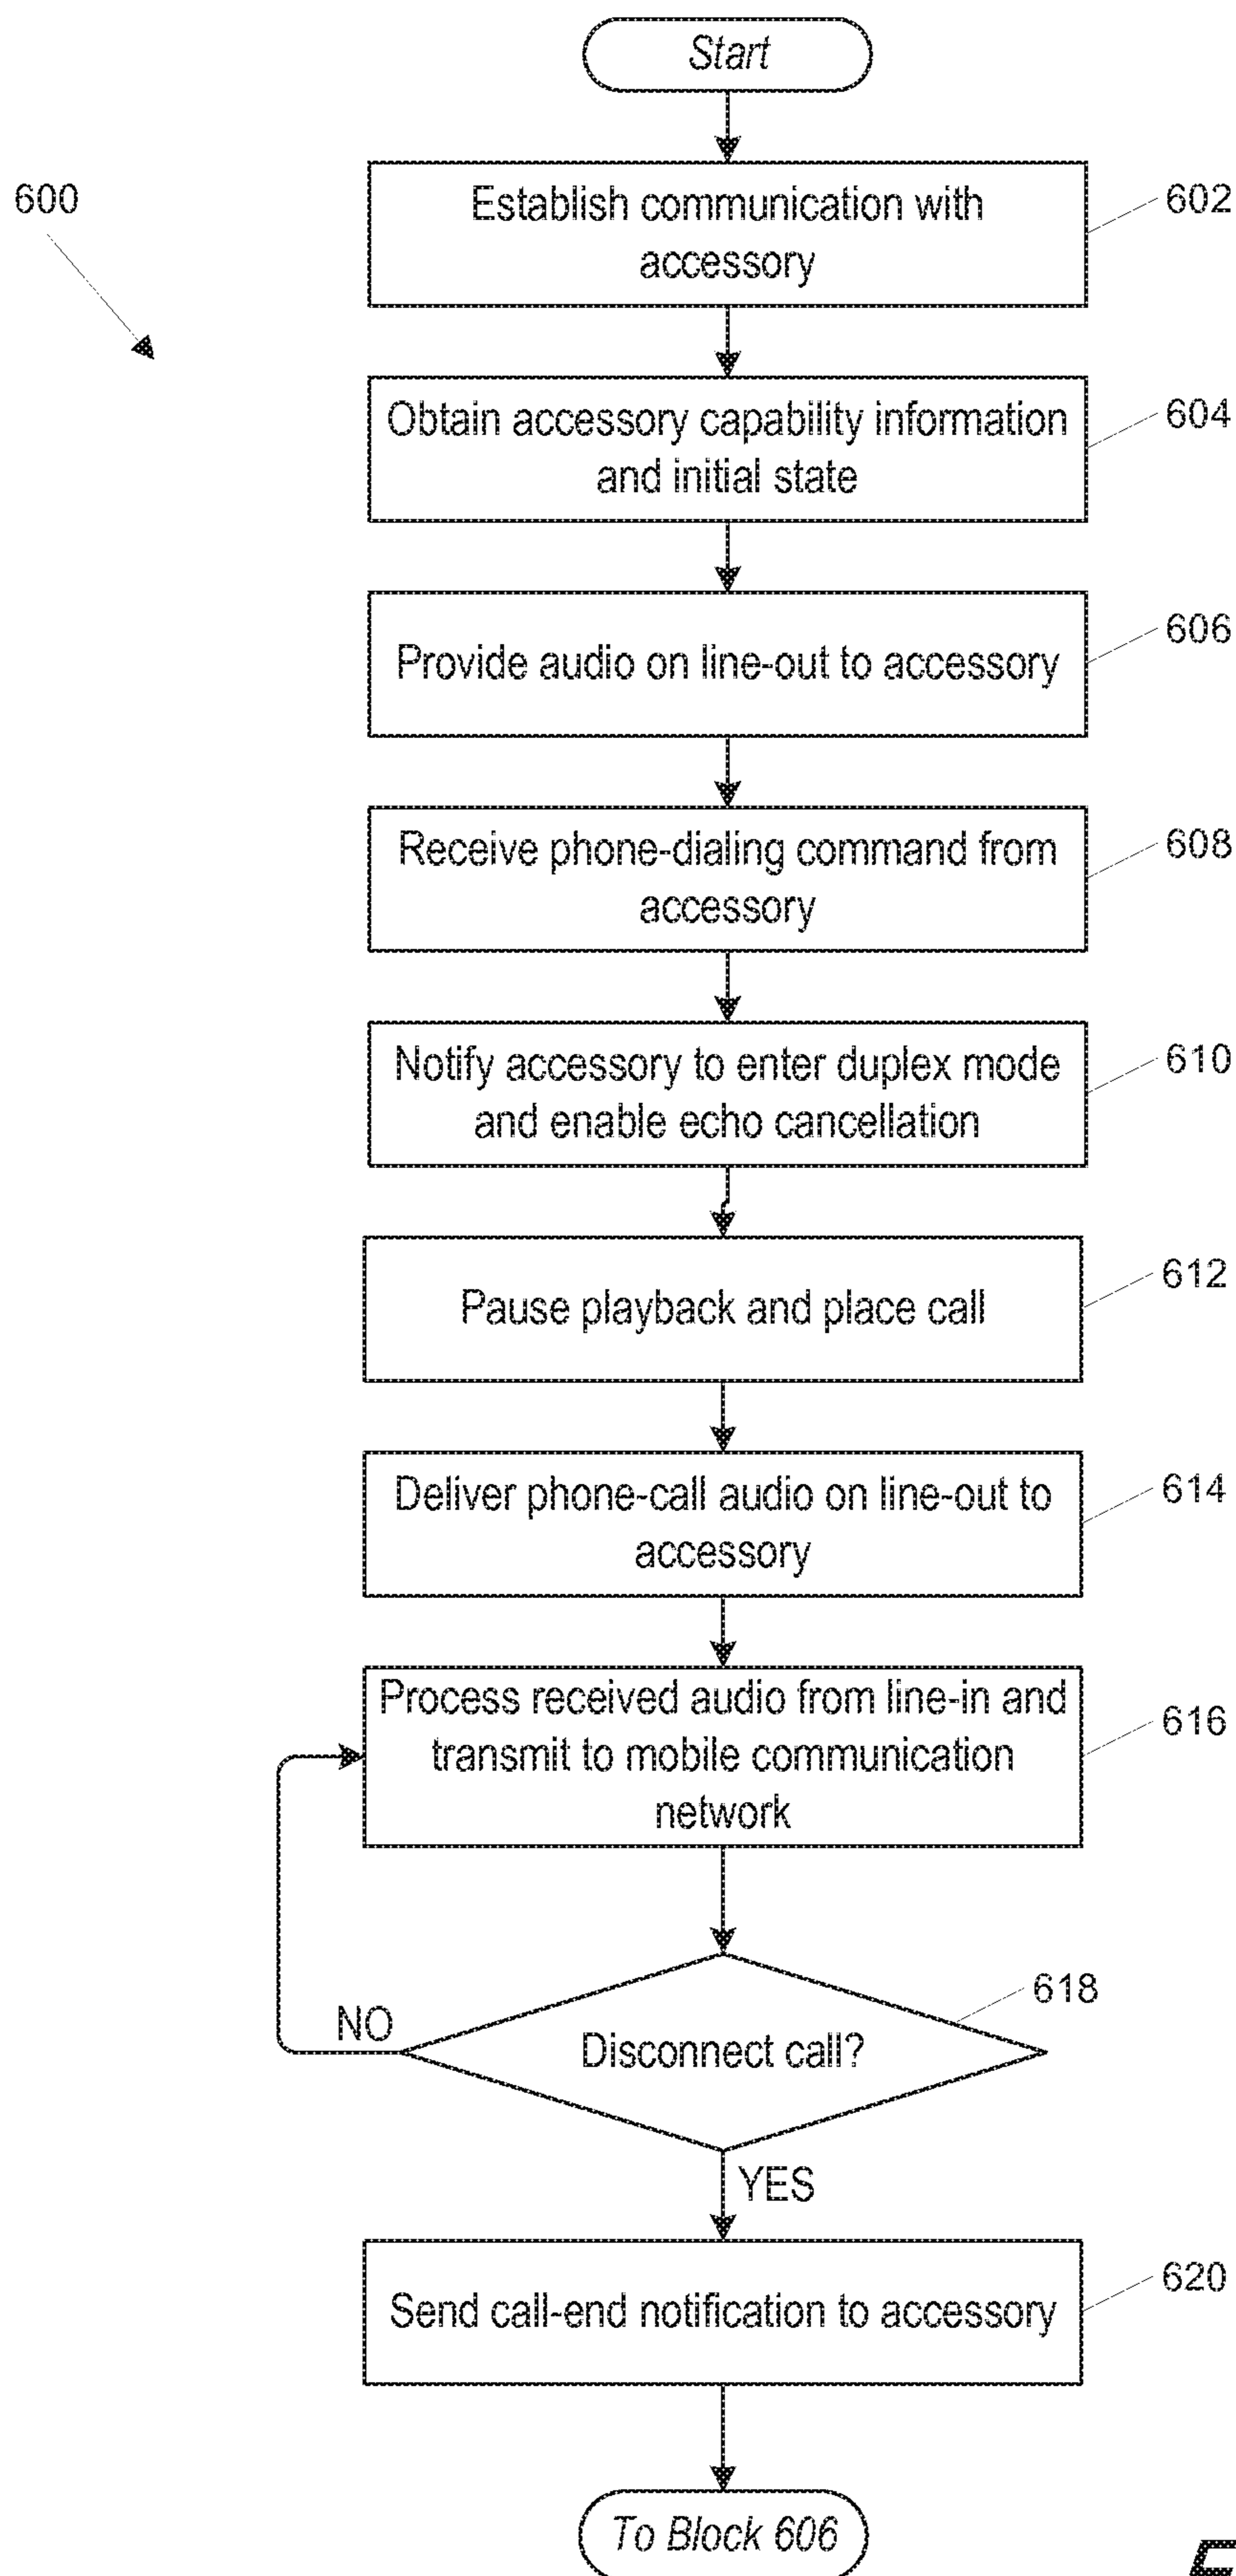 Start
600
Establish communication with
accessory
602
Obtain accessory capability information
and initial state
604
Provide audio on line-out to accessory
606
Receive phone-dialing command from
accessory
608
Notify accessory to enter duplex mode
and enable echo cancellation
610
Pause playback and place call
612
Deliver phone-call audio on line-out to
accessory
614
Process received audio from line-in and
transmit to mobile communication
network
616
Disconnect call?
618
NO
YES
Send call-end notification to accessory
620
To Block 606